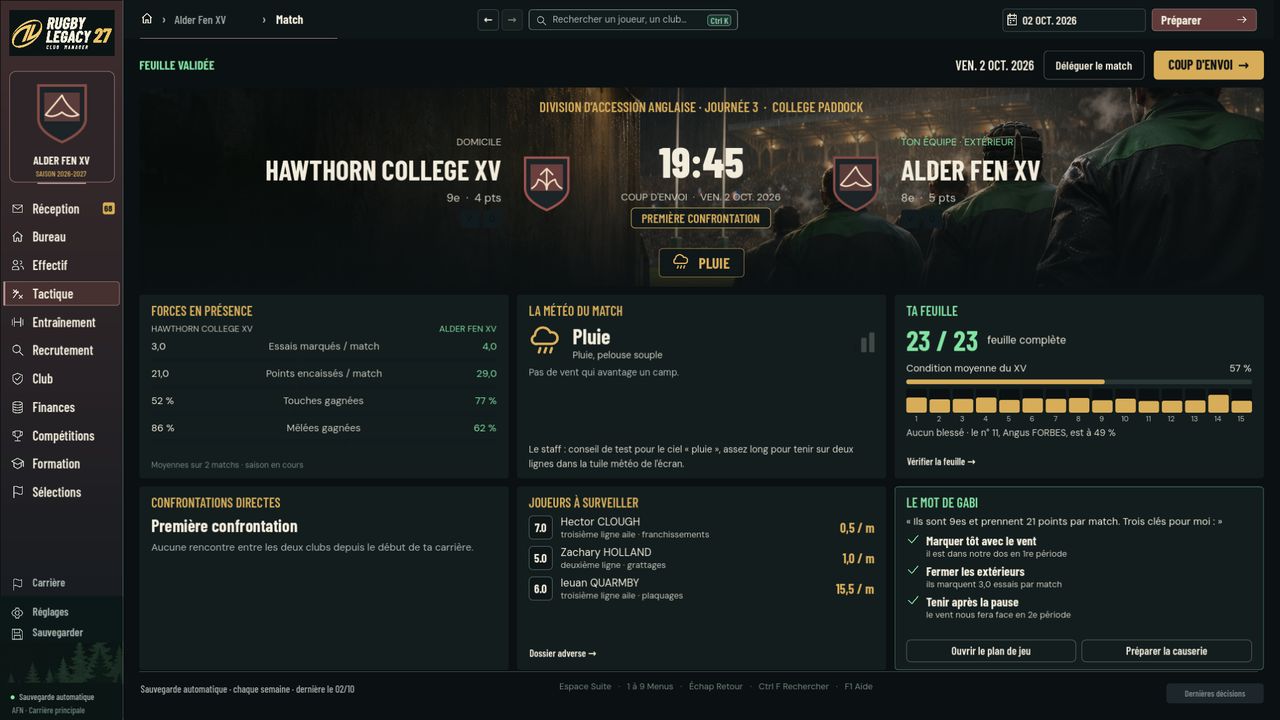 RUGBY
LEGACY 27
CLUB MANAGER
Alder Fen XV
Match
Rechercher un joueur, un club...
Ctrl K
02 OCT. 2026
Préparer
ALDER FEN XV
SAISON 2026-2027
Réception
68
Bureau
Effectif
Tactique
Entraînement
Recrutement
Club
Finances
Compétitions
Formation
Sélections
Carrière
Réglages
Sauvegarder
Sauvegarde automatique
AFN · Carrière principale
FEUILLE VALIDÉE
VEN. 2 OCT. 2026
Déléguer le match
COUP D'ENVOI →
DIVISION D'ACCESSION ANGLAISE · JOURNÉE 3 · COLLEGE PADDOCK
DOMICILE
HAWTHORN COLLEGE XV
9e · 4 pts
19:45
COUP D'ENVOI · VEN. 2 OCT. 2026
PREMIÈRE CONFRONTATION
PLUIE
TON ÉQUIPE · EXTÉRIEUR
ALDER FEN XV
8e · 5 pts
FORCES EN PRÉSENCE
HAWTHORN COLLEGE XV ALDER FEN XV
3,0 Essais marqués / match 4,0
21,0 Points encaissés / match 29,0
52 % Touches gagnées 77 %
86 % Mêlées gagnées 62 %
Moyennes sur 2 matchs · saison en cours
LA MÉTÉO DU MATCH
Pluie
Pluie, pelouse souple
Pas de vent qui avantage un camp.
Le staff : conseil de test pour le ciel « pluie », assez long pour tenir sur deux
lignes dans la tuile météo de l'écran.
TA FEUILLE
23 / 23 feuille complète
Condition moyenne du XV 57 %
1 2 3 4 5 6 7 8 9 10 11 12 13 14 15
Aucun blessé · le n° 11, Angus FORBES, est à 49 %
Vérifier la feuille →
CONFRONTATIONS DIRECTES
Première confrontation
Aucune rencontre entre les deux clubs depuis le début de ta carrière.
JOUEURS À SURVEILLER
7.0 Hector CLOUGH 0,5 / m
troisième ligne aile · franchissements
5.0 Zachary HOLLAND 1,0 / m
deuxième ligne · grattages
6.0 Ieuan QUARMBY 15,5 / m
troisième ligne aile · plaquages
Dossier adverse →
LE MOT DE GABI
« Ils sont 9es et prennent 21 points par match. Trois clés pour moi : »
Marquer tôt avec le vent
il est dans notre dos en 1re période
Fermer les extérieurs
ils marquent 3,0 essais par match
Tenir après la pause
le vent nous fera face en 2e période
Ouvrir le plan de jeu
Préparer la causerie
Sauvegarde automatique · chaque semaine · dernière le 02/10
Espace Suite · 1 à 9 Menus · Échap Retour · Ctrl F Rechercher · F1 Aide
Dernières décisions